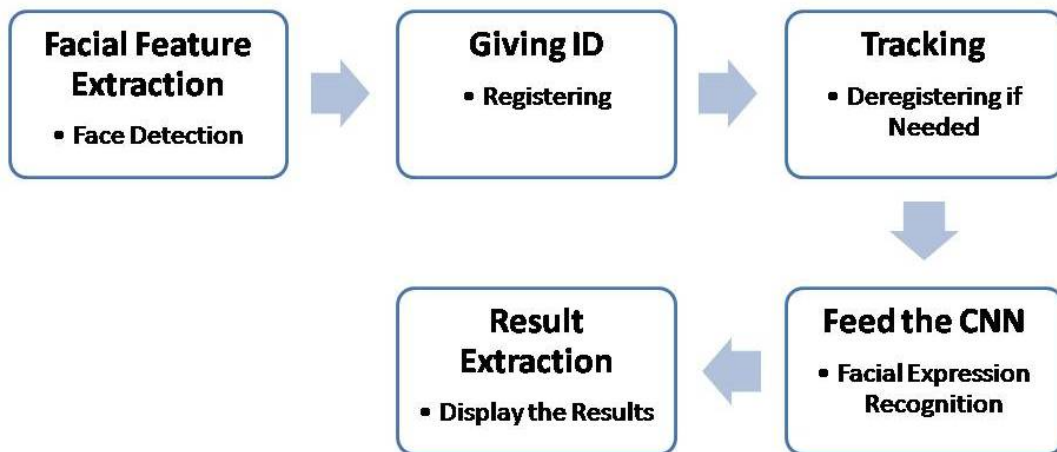 Facial Feature
Extraction
• Face Detection
Giving ID
• Registering
Tracking
• Deregistering if
Needed
Feed the CNN
• Facial Expression
Recognition
Result
Extraction
• Display the Results